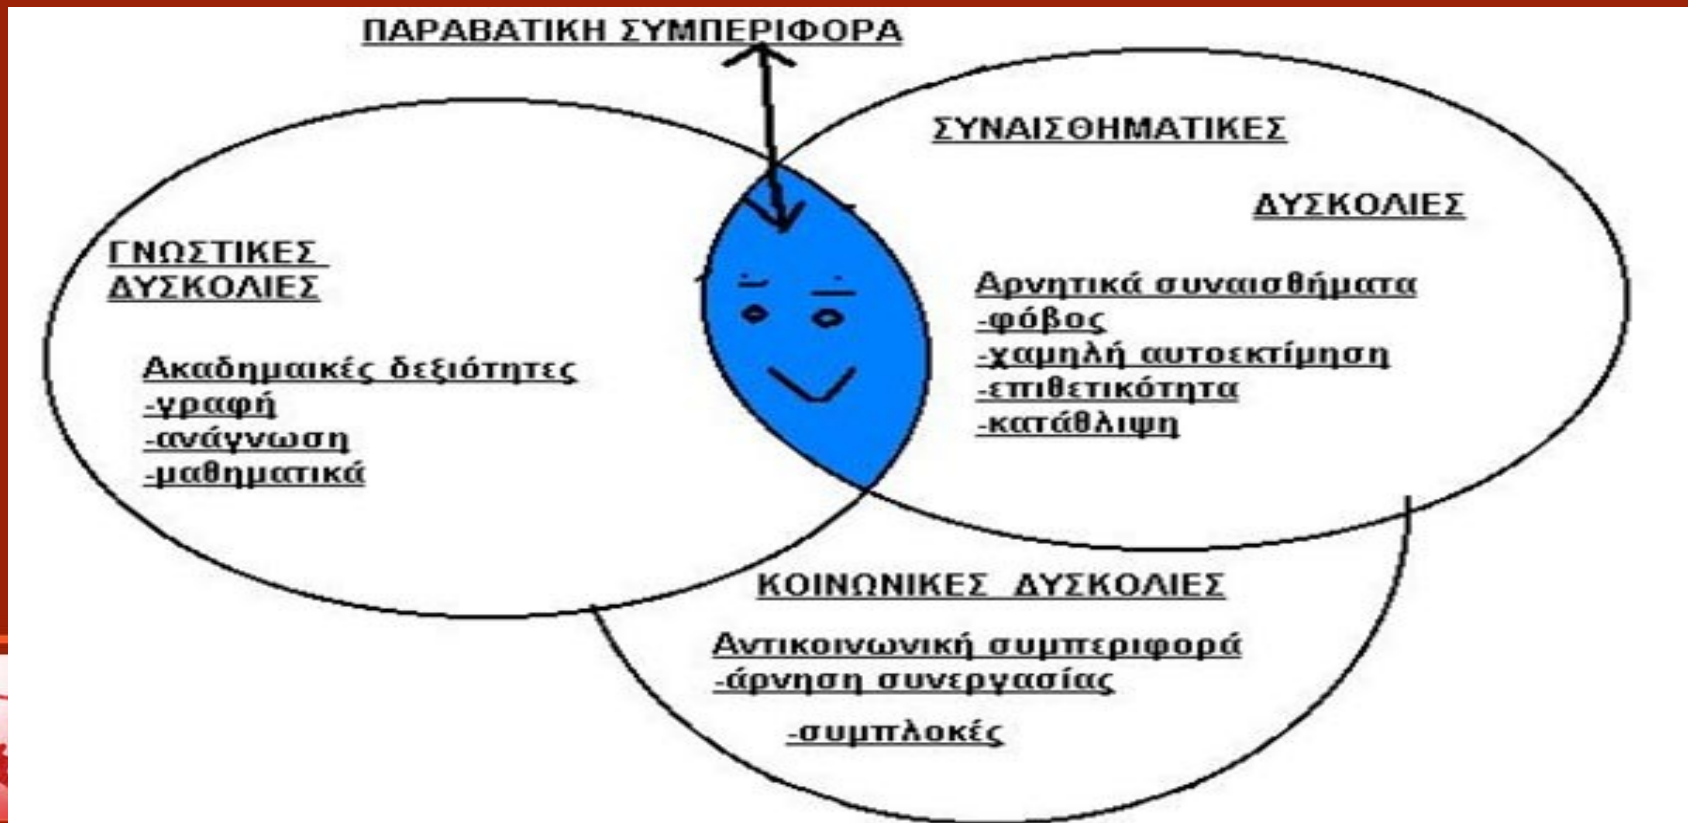 ΠΑΡΑΒΑΤΙΚΗ ΣΥΜΠΕΡΙΦΟΡΑ
ΓΝΩΣΤΙΚΕΣ
ΔΥΣΚΟΛΙΕΣ
Ακαδημαικές δεξιότητες
-γραφή
-ανάγνωση
-μαθηματικά
ΣΥΝΑΙΣΘΗΜΑΤΙΚΕΣ
ΔΥΣΚΟΛΙΕΣ
Αρνητικά συναισθήματα
-φόβος
-χαμηλή αυτοεκτίμηση
-επιθετικότητα
-κατάθλιψη
ΚΟΙΝΩΝΙΚΕΣ ΔΥΣΚΟΛΙΕΣ
Αντικοινωνική συμπεριφορά
-άρνηση συνεργασίας
-συμπλοκές